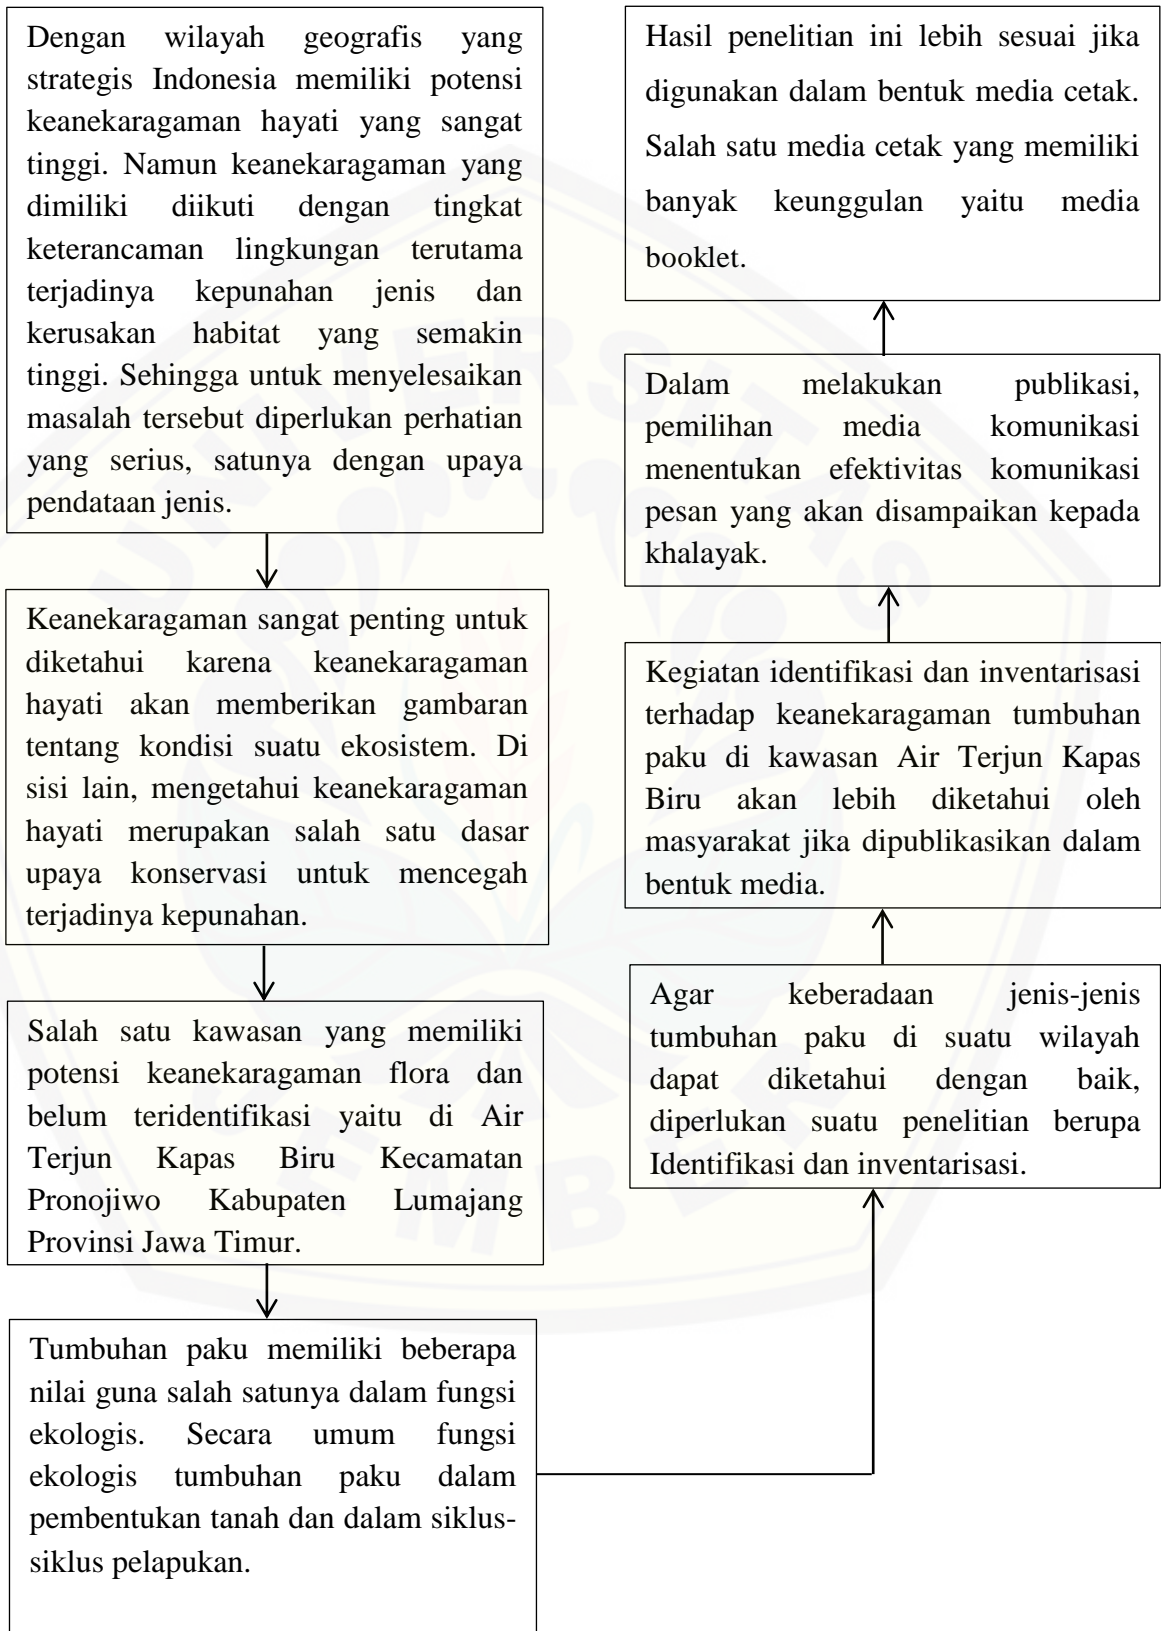 Dengan wilayah geografis yang
strategis Indonesia memiliki potensi
keanekaragaman hayati yang sangat
tinggi. Namun keanekaragaman yang
dimiliki diikuti dengan tingkat
keterancaman lingkungan terutama
terjadinya kepunahan jenis dan
kerusakan habitat yang semakin
tinggi. Sehingga untuk menyelesaikan
masalah tersebut diperlukan perhatian
yang serius, satunya dengan upaya
pendataan jenis.
Keanekaragaman sangat penting untuk
diketahui karena keanekaragaman
hayati akan memberikan gambaran
tentang kondisi suatu ekosistem. Di
sisi lain, mengetahui keanekaragaman
hayati merupakan salah satu dasar
upaya konservasi untuk mencegah
terjadinya kepunahan.
Salah satu kawasan yang memiliki
potensi keanekaragaman flora dan
belum teridentifikasi yaitu di Air
Terjun Kapas Biru Kecamatan
Pronojiwo Kabupaten Lumajang
Provinsi Jawa Timur.
Tumbuhan paku memiliki beberapa
nilai guna salah satunya dalam fungsi
ekologis. Secara umum fungsi
ekologis tumbuhan paku dalam
pembentukan tanah dan dalam siklus-
siklus pelapukan.
Agar keberadaan jenis-jenis
tumbuhan paku di suatu wilayah
dapat diketahui dengan baik,
diperlukan suatu penelitian berupa
Identifikasi dan inventarisasi.
Kegiatan identifikasi dan inventarisasi
terhadap keanekaragaman tumbuhan
paku di kawasan Air Terjun Kapas
Biru akan lebih diketahui oleh
masyarakat jika dipublikasikan dalam
bentuk media.
Dalam melakukan publikasi,
pemilihan media komunikasi
menentukan efektivitas komunikasi
pesan yang akan disampaikan kepada
khalayak.
Hasil penelitian ini lebih sesuai jika
digunakan dalam bentuk media cetak.
Salah satu media cetak yang memiliki
banyak keunggulan yaitu media
booklet.
UNIVERSITAS
JEMBER